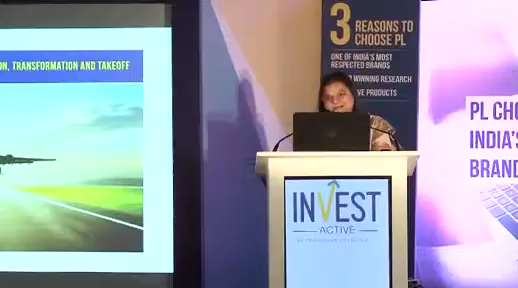 ON, TRANSFORMATION AND TAKEOFF
3 REASONS TO
CHOOSE PL
ONE OF INDIA'S MOST
RESPECTED BRANDS
WINNING RESEARCH
VE PRODUCTS
PL CHO
INDIA'S
BRAND
INVEST
ACTIVE